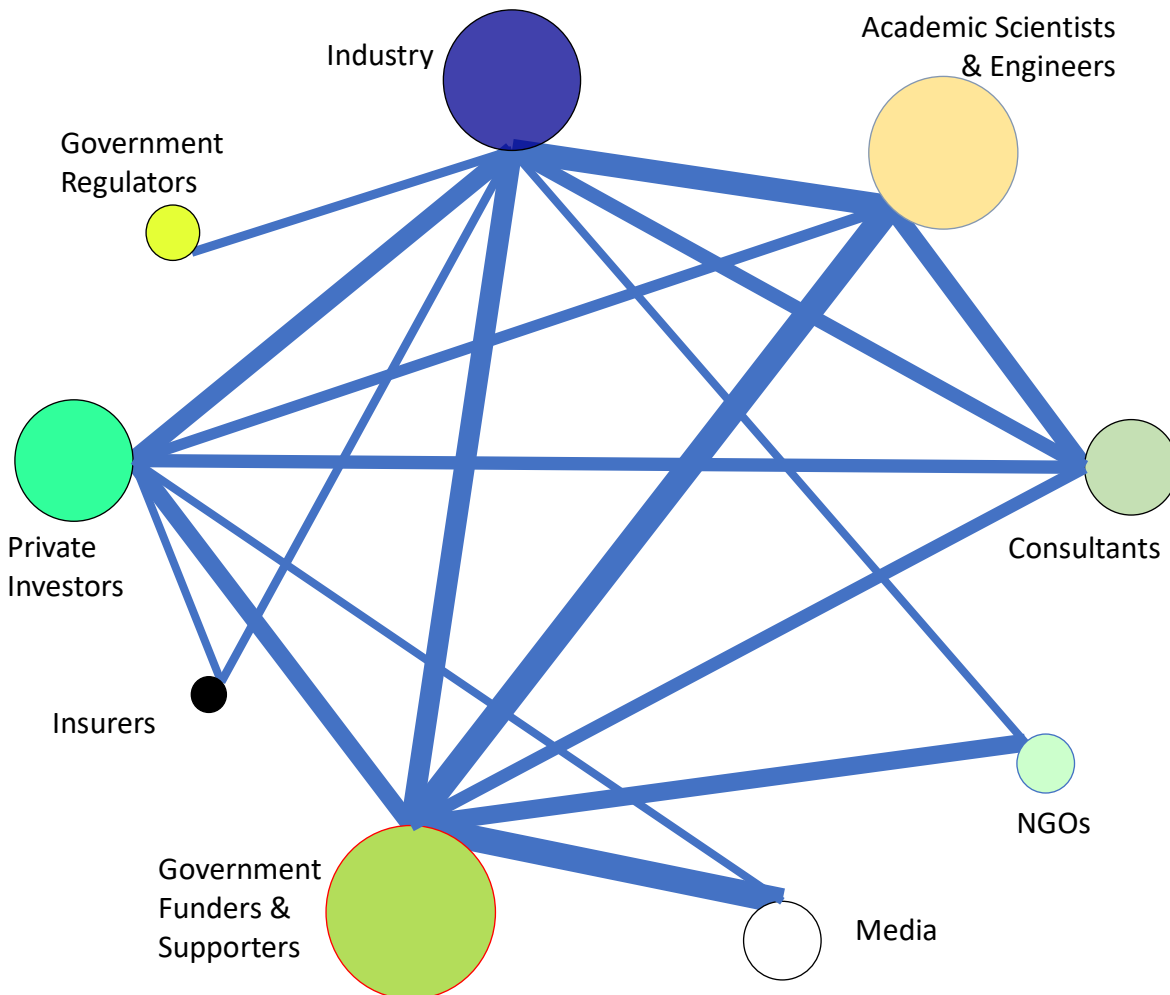 Academic Scientists
& Engineers
Industry
Government
Regulators
Private
Investors
Consultants
Insurers
NGOs
Government
Funders &
Supporters
Media